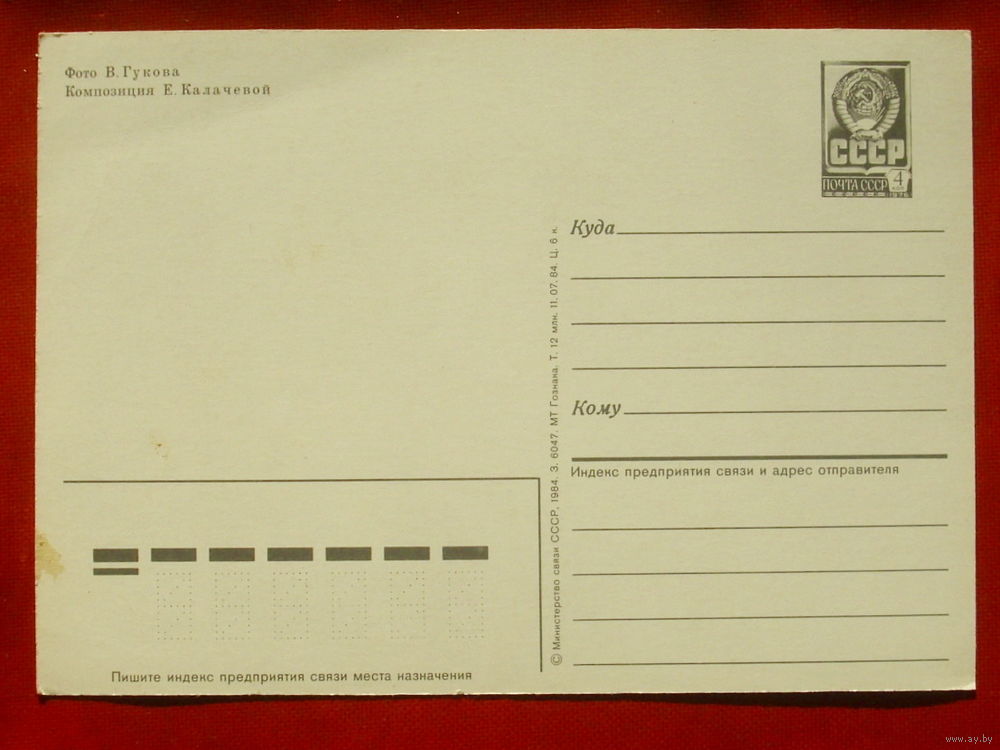 Фото В. Гукова
Композиция Е. Калачевой
СССР
ПОЧТА СССР 4
Куда
Кому
Индекс предприятия связи и адрес отправителя
© Министерство связи СССР, 1984. З. 6047. МТ Гознака. Т. 12 млн. 11. 07. 84. Ц. 6 к.
Пишите индекс предприятия связи места назначения
www.ay.by